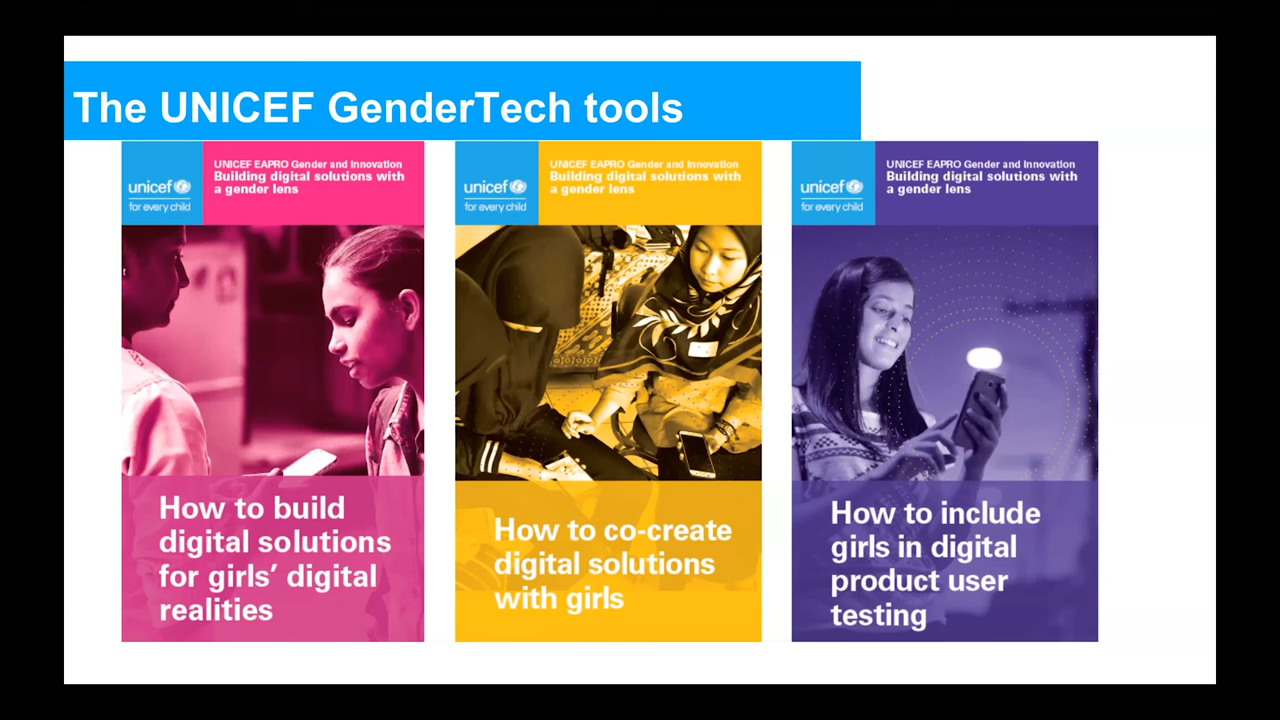 The UNICEF GenderTech tools
unicef
for every child
UNICEF EAPRO Gender and Innovation
Building digital solutions with
a gender lens
How to build
digital solutions
for girls’ digital
realities
unicef
for every child
UNICEF EAPRO Gender and Innovation
Building digital solutions with
a gender lens
How to co-create
digital solutions
with girls
unicef
for every child
UNICEF EAPRO Gender and Innovation
Building digital solutions with
a gender lens
How to include
girls in digital
product user
testing